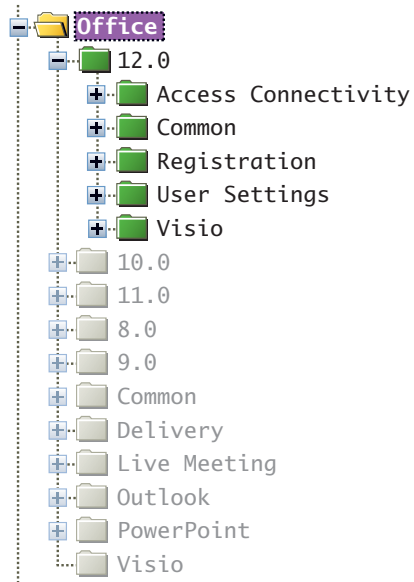 Office
12.0
Access Connectivity
Common
Registration
User Settings
Visio
10.0
11.0
8.0
9.0
Common
Delivery
Live Meeting
Outlook
PowerPoint
Visio